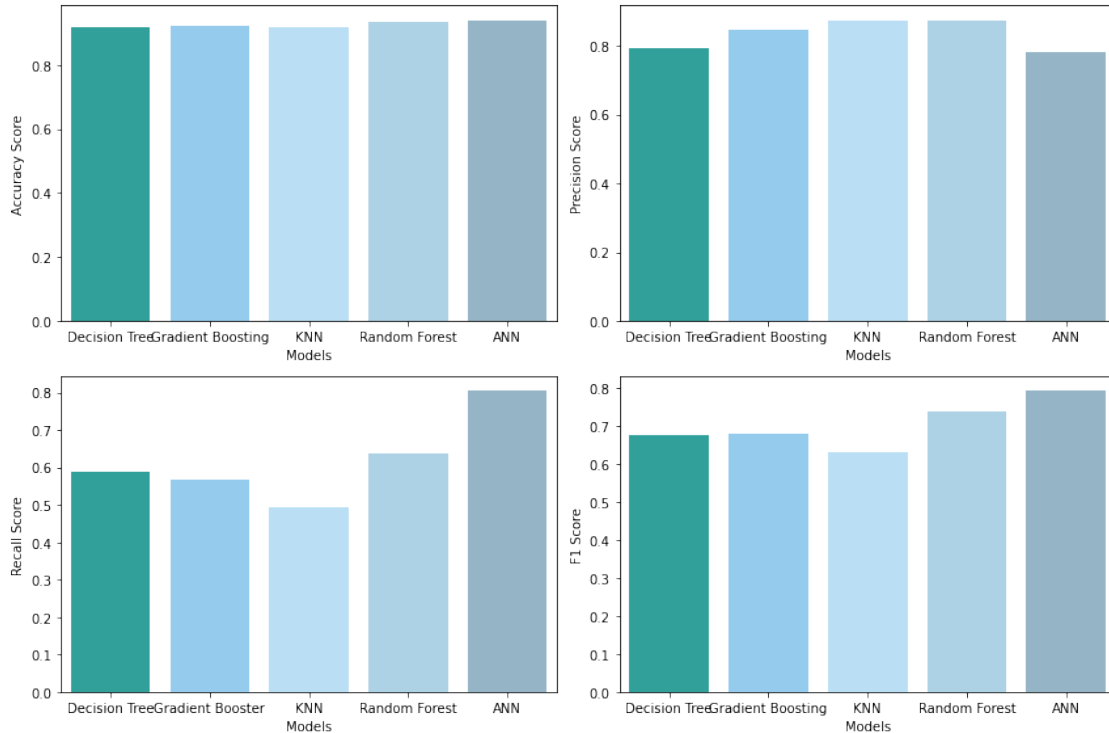 Accuracy Score
0.8
0.6
0.4
0.2
0.0
Decision Tree Gradient Boosting KNN Random Forest ANN
Models
Precision Score
0.8
0.6
0.4
0.2
0.0
Decision Tree Gradient Boosting KNN Random Forest ANN
Models
Recall Score
0.8
0.7
0.6
0.5
0.4
0.3
0.2
0.1
0.0
Decision Tree Gradient Booster KNN Random Forest ANN
Models
F1 Score
0.8
0.7
0.6
0.5
0.4
0.3
0.2
0.1
0.0
Decision Tree Gradient Boosting KNN Random Forest ANN
Models